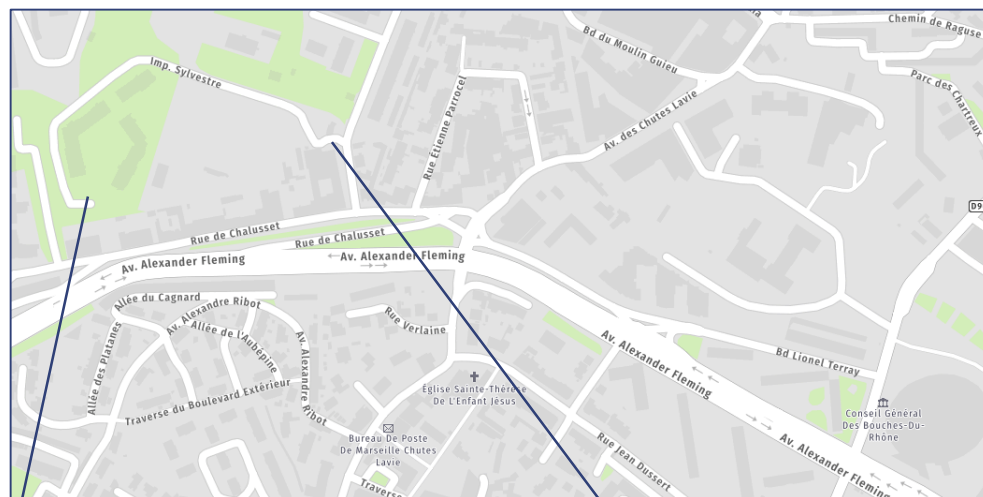 Chemin de Raguse
Bd du Moulin Guieu
Imp. Sylvestre
Parc des Chartreux
Av. des Chutes Lavie
Rue Étienne Parrocel
D9
Rue de Chalusset
Rue de Chalusset
Av. Alexander Fleming
Av. Alexander Fleming
Allée du Cagnard
Av. Alexandre Ribot
Allée de l'Aubépine
Rue Verlaine
Allée des Platanes
Av. Alexandre Ribot
Av. Alexander Fleming
Bd Lionel Terray
Traverse du Boulevard Extérieur
Église Sainte-Thérèse
De L'Enfant Jésus
Conseil Général
Des Bouches-Du-
Rhône
Bureau De Poste
De Marseille Chutes
Lavie
Rue Jean Dussert
Av. Alexander Fleming
Traverse